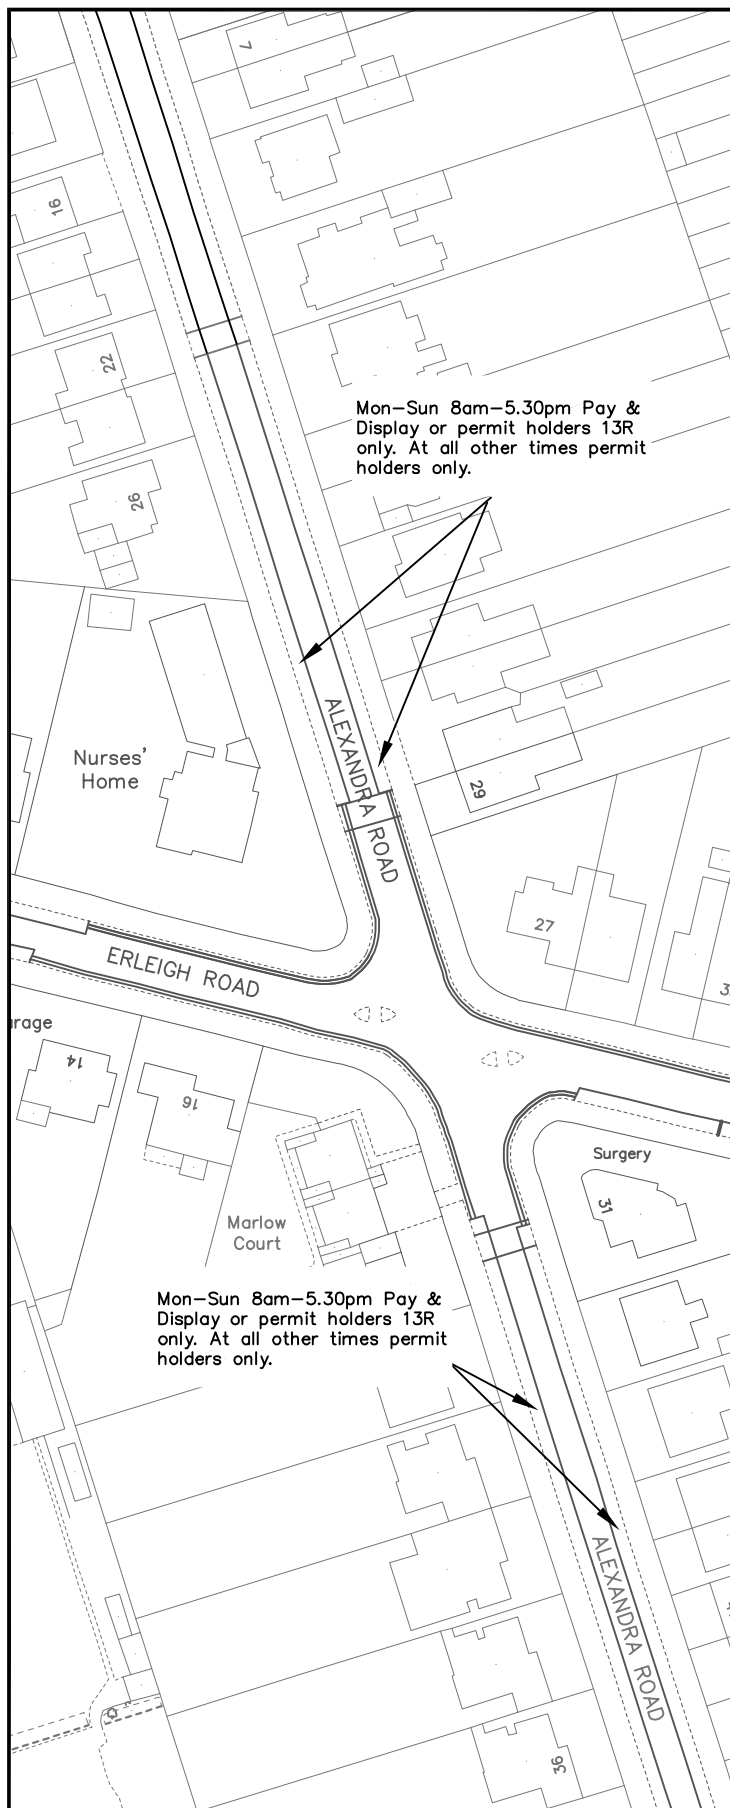 7
16
22
Mon-Sun 8am-5.30pm Pay &
Display or permit holders 13R
only. At all other times permit
holders only.
26
ALEXANDRA ROAD
Nurses'
Home
29
27
ERLEIGH ROAD
14
16
Surgery
31
Marlow
Court
Mon-Sun 8am-5.30pm Pay &
Display or permit holders 13R
only. At all other times permit
holders only.
ALEXANDRA ROAD
36